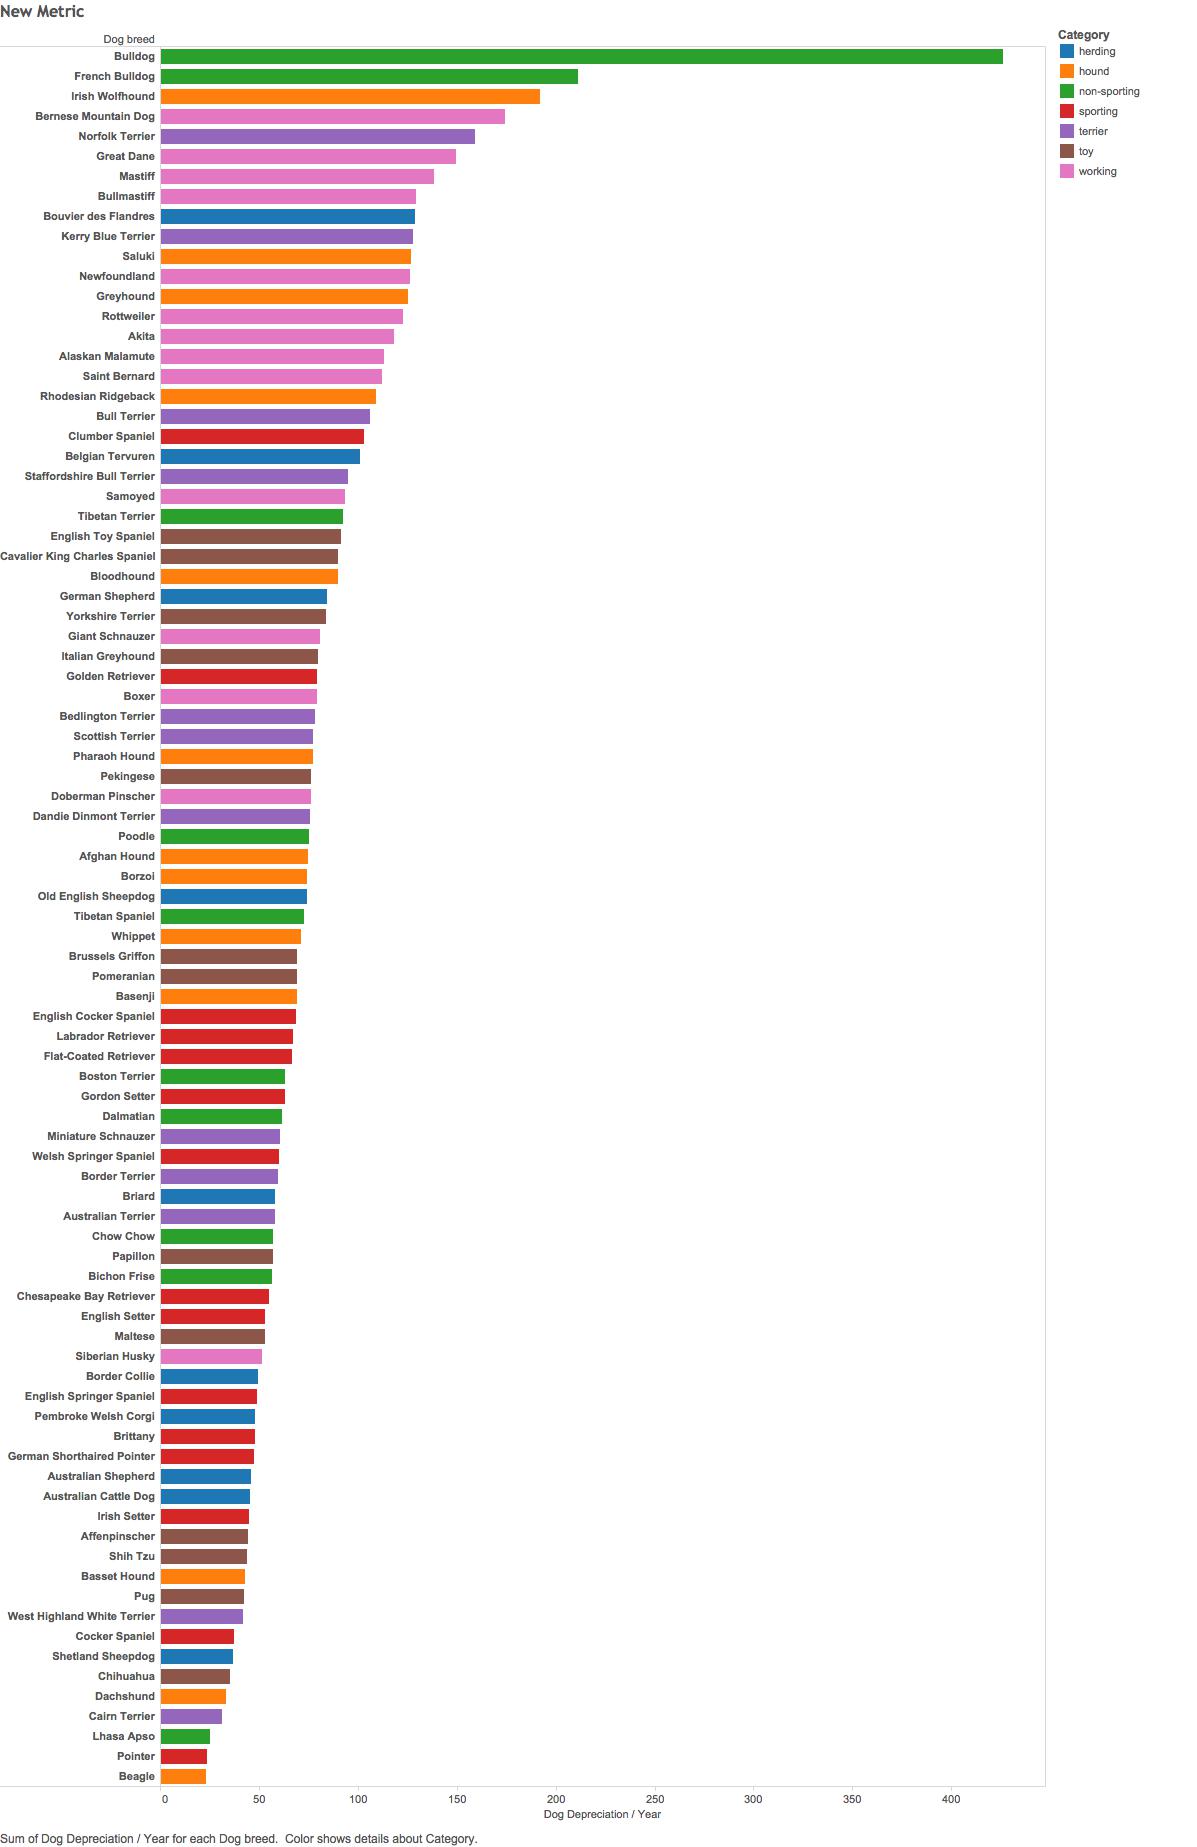 New Metric
Dog breed
Category
Bulldog
herding
French Bulldog
hound
Irish Wolfhound
non-sporting
Bernese Mountain Dog
sporting
Norfolk Terrier
terrier
Great Dane
toy
Mastiff
working
Bullmastiff
Bouvier des Flandres
Kerry Blue Terrier
Saluki
Newfoundland
Greyhound
Rottweiler
Akita
Alaskan Malamute
Saint Bernard
Rhodesian Ridgeback
Bull Terrier
Clumber Spaniel
Belgian Tervuren
Staffordshire Bull Terrier
Samoyed
Tibetan Terrier
English Toy Spaniel
Cavalier King Charles Spaniel
Bloodhound
German Shepherd
Yorkshire Terrier
Giant Schnauzer
Italian Greyhound
Golden Retriever
Boxer
Bedlington Terrier
Scottish Terrier
Pharaoh Hound
Pekingese
Doberman Pinscher
Dandie Dinmont Terrier
Poodle
Afghan Hound
Borzoi
Old English Sheepdog
Tibetan Spaniel
Whippet
Brussels Griffon
Pomeranian
Basenji
English Cocker Spaniel
Labrador Retriever
Flat-Coated Retriever
Boston Terrier
Gordon Setter
Dalmatian
Miniature Schnauzer
Welsh Springer Spaniel
Border Terrier
Briard
Australian Terrier
Chow Chow
Papillon
Bichon Frise
Chesapeake Bay Retriever
English Setter
Maltese
Siberian Husky
Border Collie
English Springer Spaniel
Pembroke Welsh Corgi
Brittany
German Shorthaired Pointer
Australian Shepherd
Australian Cattle Dog
Irish Setter
Affenpinscher
Shih Tzu
Basset Hound
Pug
West Highland White Terrier
Cocker Spaniel
Shetland Sheepdog
Chihuahua
Dachshund
Cairn Terrier
Lhasa Apso
Pointer
Beagle
0 50 100 150 200 250 300 350 400
Dog Depreciation / Year
Sum of Dog Depreciation / Year for each Dog breed.  Color shows details about Category.